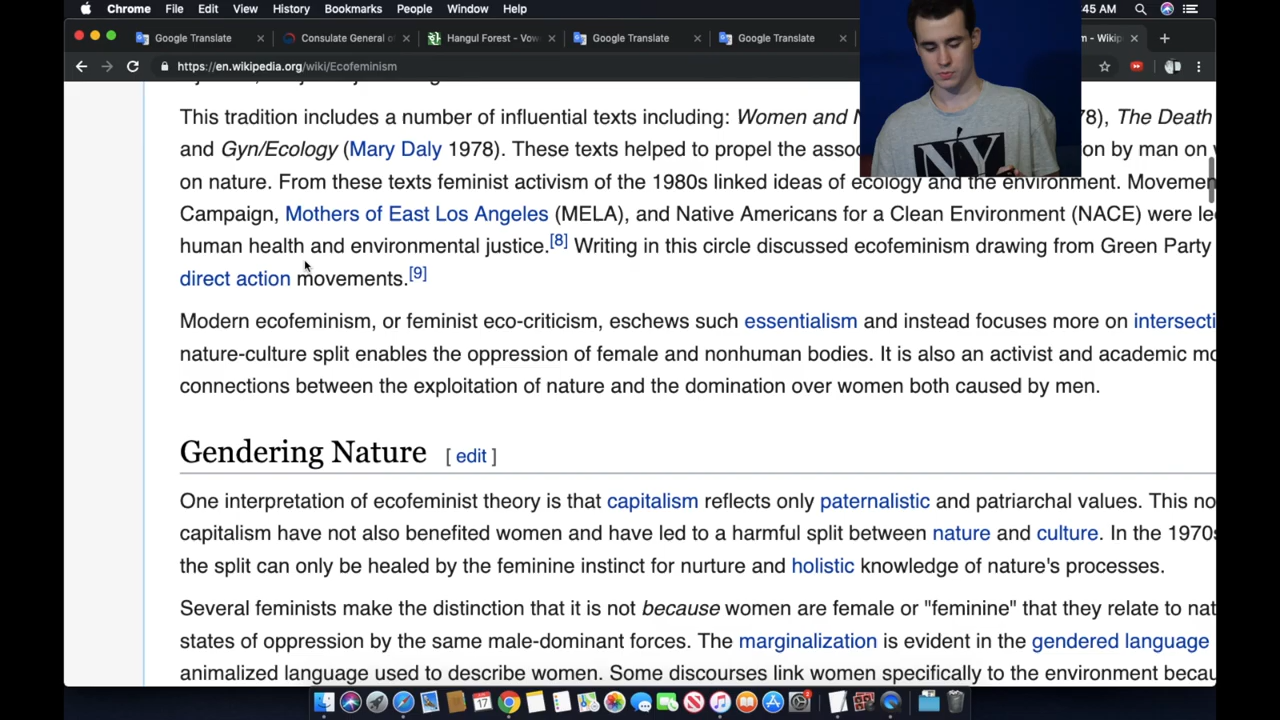 Chrome File Edit View History Bookmarks People Window Help :45 AM
Google Translate Consulate General o Hangul Forest - Vow Google Translate Google Translate m - Wikip
https://en.wikipedia.org/wiki/Ecofeminism
This tradition includes a number of influential texts including: Women and N 78), The Death
and Gyn/Ecology (Mary Daly 1978). These texts helped to propel the asso on by man on
on nature. From these texts feminist activism of the 1980s linked ideas of ecology and the environment. Movemen
Campaign, Mothers of East Los Angeles (MELA), and Native Americans for a Clean Environment (NACE) were le
human health and environmental justice.[8] Writing in this circle discussed ecofeminism drawing from Green Party
direct action movements.[9]
Modern ecofeminism, or feminist eco-criticism, eschews such essentialism and instead focuses more on intersecti
nature-culture split enables the oppression of female and nonhuman bodies. It is also an activist and academic mo
connections between the exploitation of nature and the domination over women both caused by men.
Gendering Nature [ edit ]
One interpretation of ecofeminist theory is that capitalism reflects only paternalistic and patriarchal values. This no
capitalism have not also benefited women and have led to a harmful split between nature and culture. In the 1970s
the split can only be healed by the feminine instinct for nurture and holistic knowledge of nature's processes.
Several feminists make the distinction that it is not because women are female or "feminine" that they relate to nat
states of oppression by the same male-dominant forces. The marginalization is evident in the gendered language
animalized language used to describe women. Some discourses link women specifically to the environment becau
NY
17